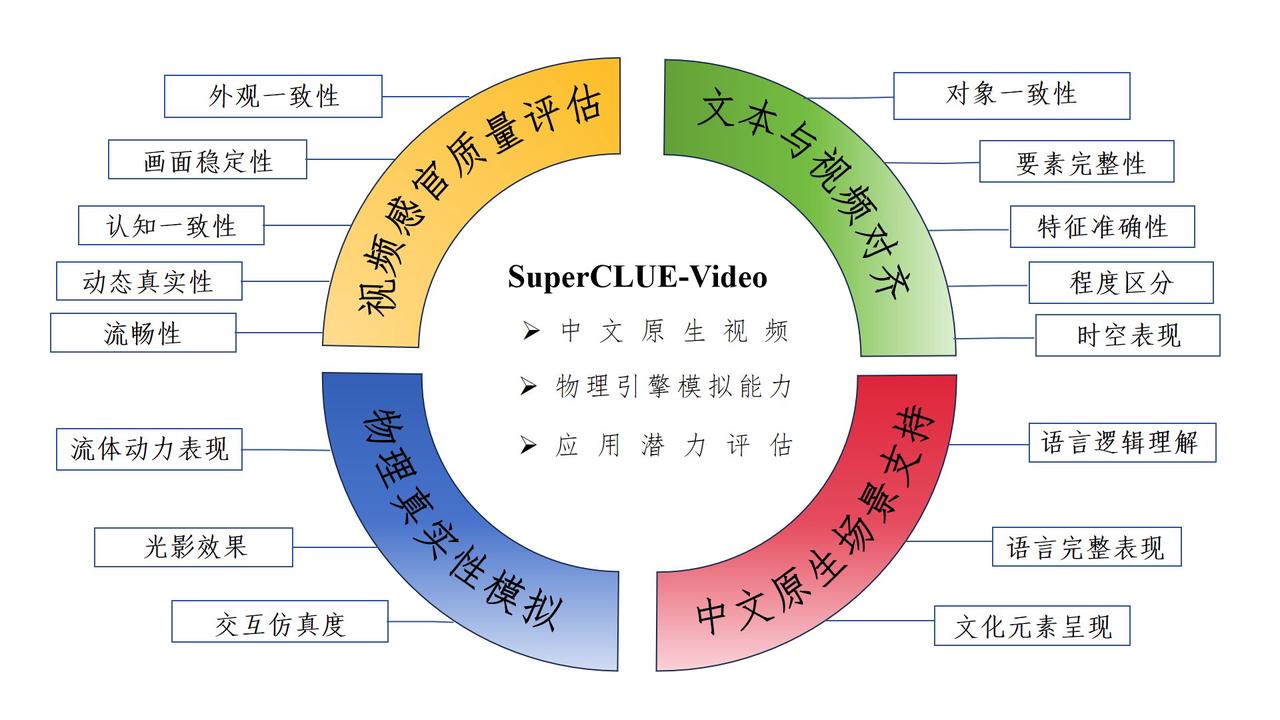 视频感官质量评估
外观一致性
画面稳定性
认知一致性
动态真实性
流畅性
文本与视频对齐
对象一致性
要素完整性
特征准确性
程度区分
时空表现
SuperCLUE-Video
➢ 中文原生视频
➢ 物理引擎模拟能力
➢ 应用潜力评估
物理真实性模拟
流体动力表现
光影效果
交互仿真度
中文原生场景支持
语言逻辑理解
语言完整表现
文化元素呈现